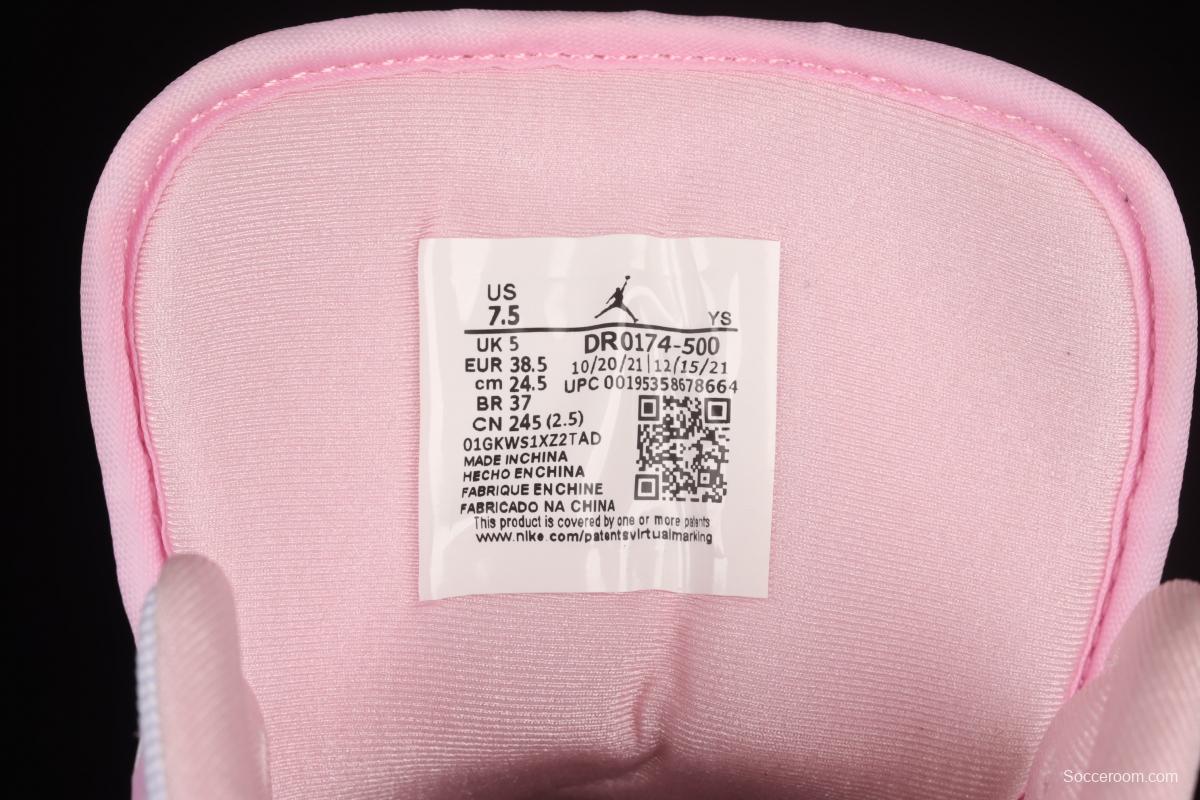 US
7.5 YS
UK 5 DR0174-500
EUR 38.5 10/20/21 | 12/15/21
cm 24.5 UPC 00195358678664
BR 37
CN 245 (2.5)
01GKWS1XZ2TAD
MADE IN CHINA
HECHO EN CHINA
FABRIQUE EN CHINE
FABRICADO NA CHINA
This product is covered by one or more patents
www.nike.com/patentsvirtualmarking
Socceroom.com